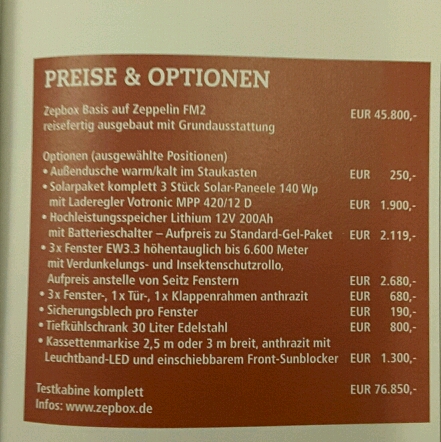 PREISE & OPTIONEN
Zepbox Basis auf Zeppelin FM2
reisefertig ausgebaut mit Grundausstattung EUR 45.800,-
Optionen (ausgewählte Positionen)
• Außendusche warm/kalt im Staukasten EUR 250,-
• Solarpaket komplett 3 Stück Solar-Paneele 140 Wp
mit Laderegler Votronic MPP 420/12 D EUR 1.900,-
• Hochleistungsspeicher Lithium 12V 200Ah
mit Batterieschalter – Aufpreis zu Standard-Gel-Paket EUR 2.119,-
• 3x Fenster EW3.3 höhentauglich bis 6.600 Meter
mit Verdunkelungs- und Insektenschutzrollo,
Aufpreis anstelle von Seitz Fenstern EUR 2.680,-
• 3x Fenster-, 1x Tür-, 1x Klappenrahmen anthrazit EUR 680,-
• Sicherungsblech pro Fenster EUR 190,-
• Tiefkühlschrank 30 Liter Edelstahl EUR 800,-
• Kassettenmarkise 2,5 m oder 3 m breit, anthrazit mit
Leuchtband-LED und einschiebbarem Front-Sunblocker EUR 1.300,-
Testkabine komplett EUR 76.850,-
Infos: www.zepbox.de